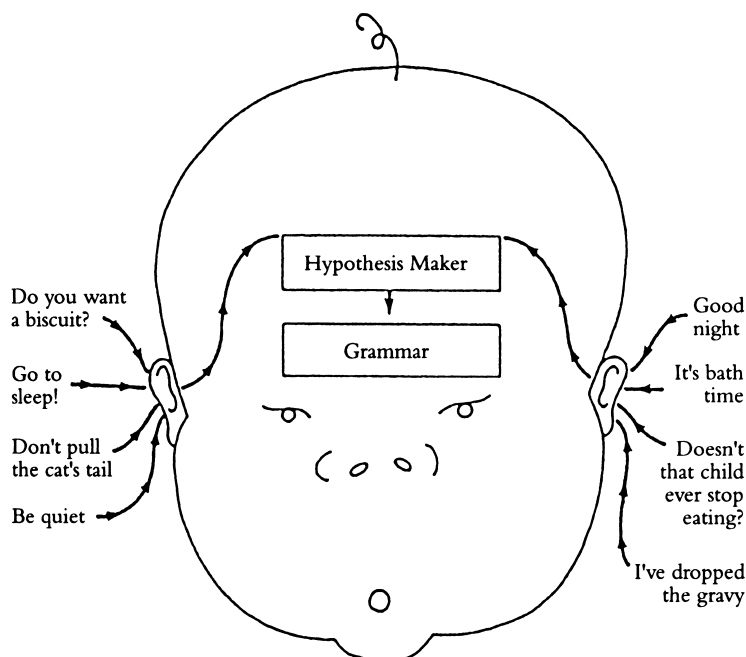 Hypothesis Maker
Grammar
Do you want
a biscuit?
Go to
sleep!
Don't pull
the cat's tail
Be quiet
Good
night
It's bath
time
Doesn't
that child
ever stop
eating?
I've dropped
the gravy